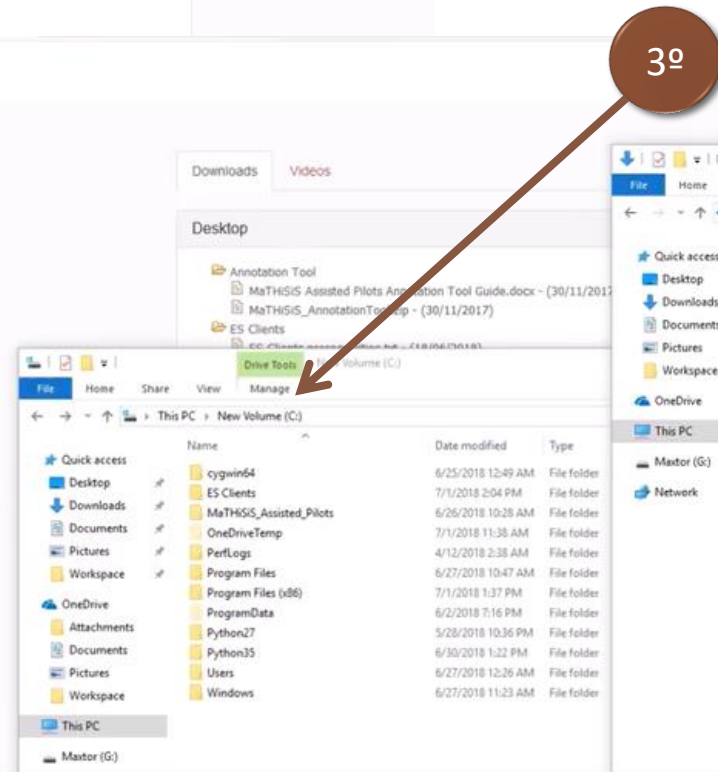 3º
Downloads Videos
Desktop
Annotation Tool
MaTHiSiS Assisted Pilots Annotation Tool Guide.docx - (30/11/2017
MaTHiSiS_AnnotationTool.zip - (30/11/2017)
ES Clients
File Home Share View Manage
Drive Tools New Volume (C:)
This PC › New Volume (C:)
Name Date modified Type
cygwin64 6/25/2018 12:49 AM File folder
ES Clients 7/1/2018 2:04 PM File folder
MaTHiSiS_Assisted_Pilots 6/26/2018 10:28 AM File folder
OneDriveTemp 7/1/2018 11:38 AM File folder
PerfLogs 4/12/2018 2:38 AM File folder
Program Files 6/27/2018 10:47 AM File folder
Program Files (x86) 7/1/2018 1:37 PM File folder
ProgramData 6/2/2018 7:16 PM File folder
Python27 5/28/2018 10:36 PM File folder
Python35 6/30/2018 1:22 PM File folder
Users 6/27/2018 12:26 AM File folder
Windows 6/27/2018 11:23 AM File folder
Quick access
Desktop
Downloads
Documents
Pictures
Workspace
OneDrive
Attachments
Documents
Pictures
Workspace
This PC
Maxtor (G:)
File Home
Quick access
Desktop
Downloads
Documents
Pictures
Workspace
OneDrive
This PC
Maxtor (G:)
Network